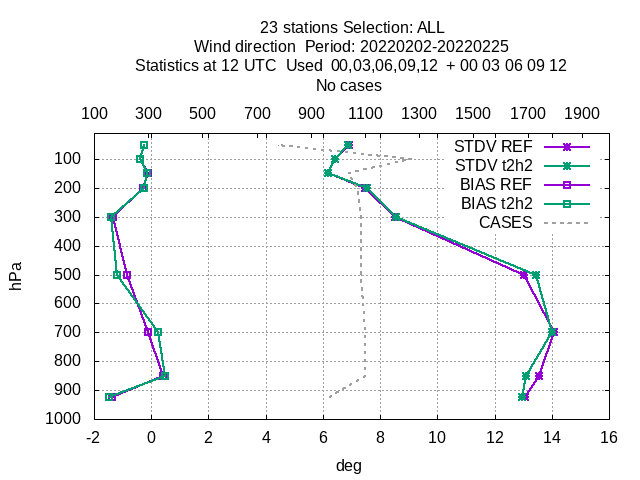 23 stations Selection: ALL
Wind direction  Period: 20220202-20220225
Statistics at 12 UTC  Used  00,03,06,09,12  + 00 03 06 09 12
No cases
100 300 500 700 900 1100 1300 1500 1700 1900
STDV REF
STDV t2h2
BIAS REF
BIAS t2h2
CASES
100
200
300
400
500
600
700
800
900
1000
hPa
-2 0 2 4 6 8 10 12 14 16
deg